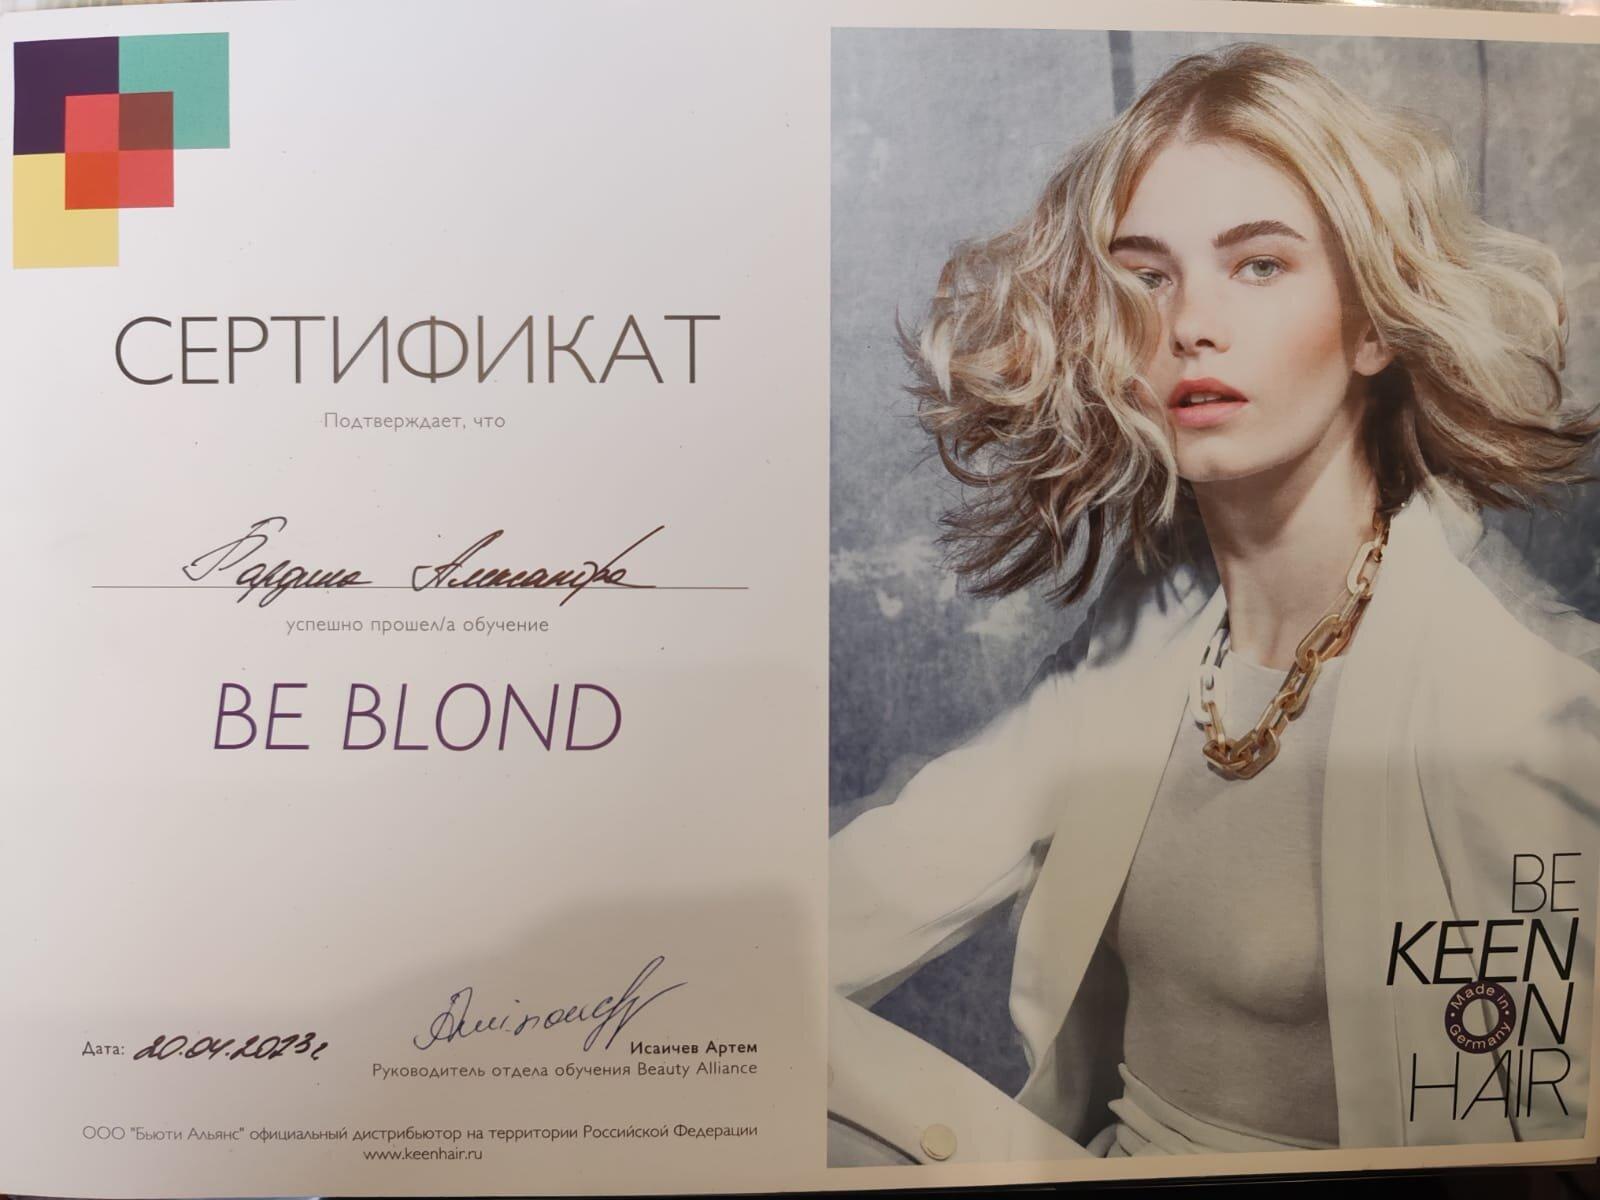 СЕРТИФИКАТ
Подтверждает, что
Александра
успешно прошел/а обучение
BE BLOND
Дата: 20.04.2023г
Исаичев Артем
Руководитель отдела обучения Beauty Alliance
ООО "Бьюти Альянс" официальный дистрибьютор на территории Российской Федерации
www.keenhair.ru
BE
KEEN
ON
Made in Germany
HAIR